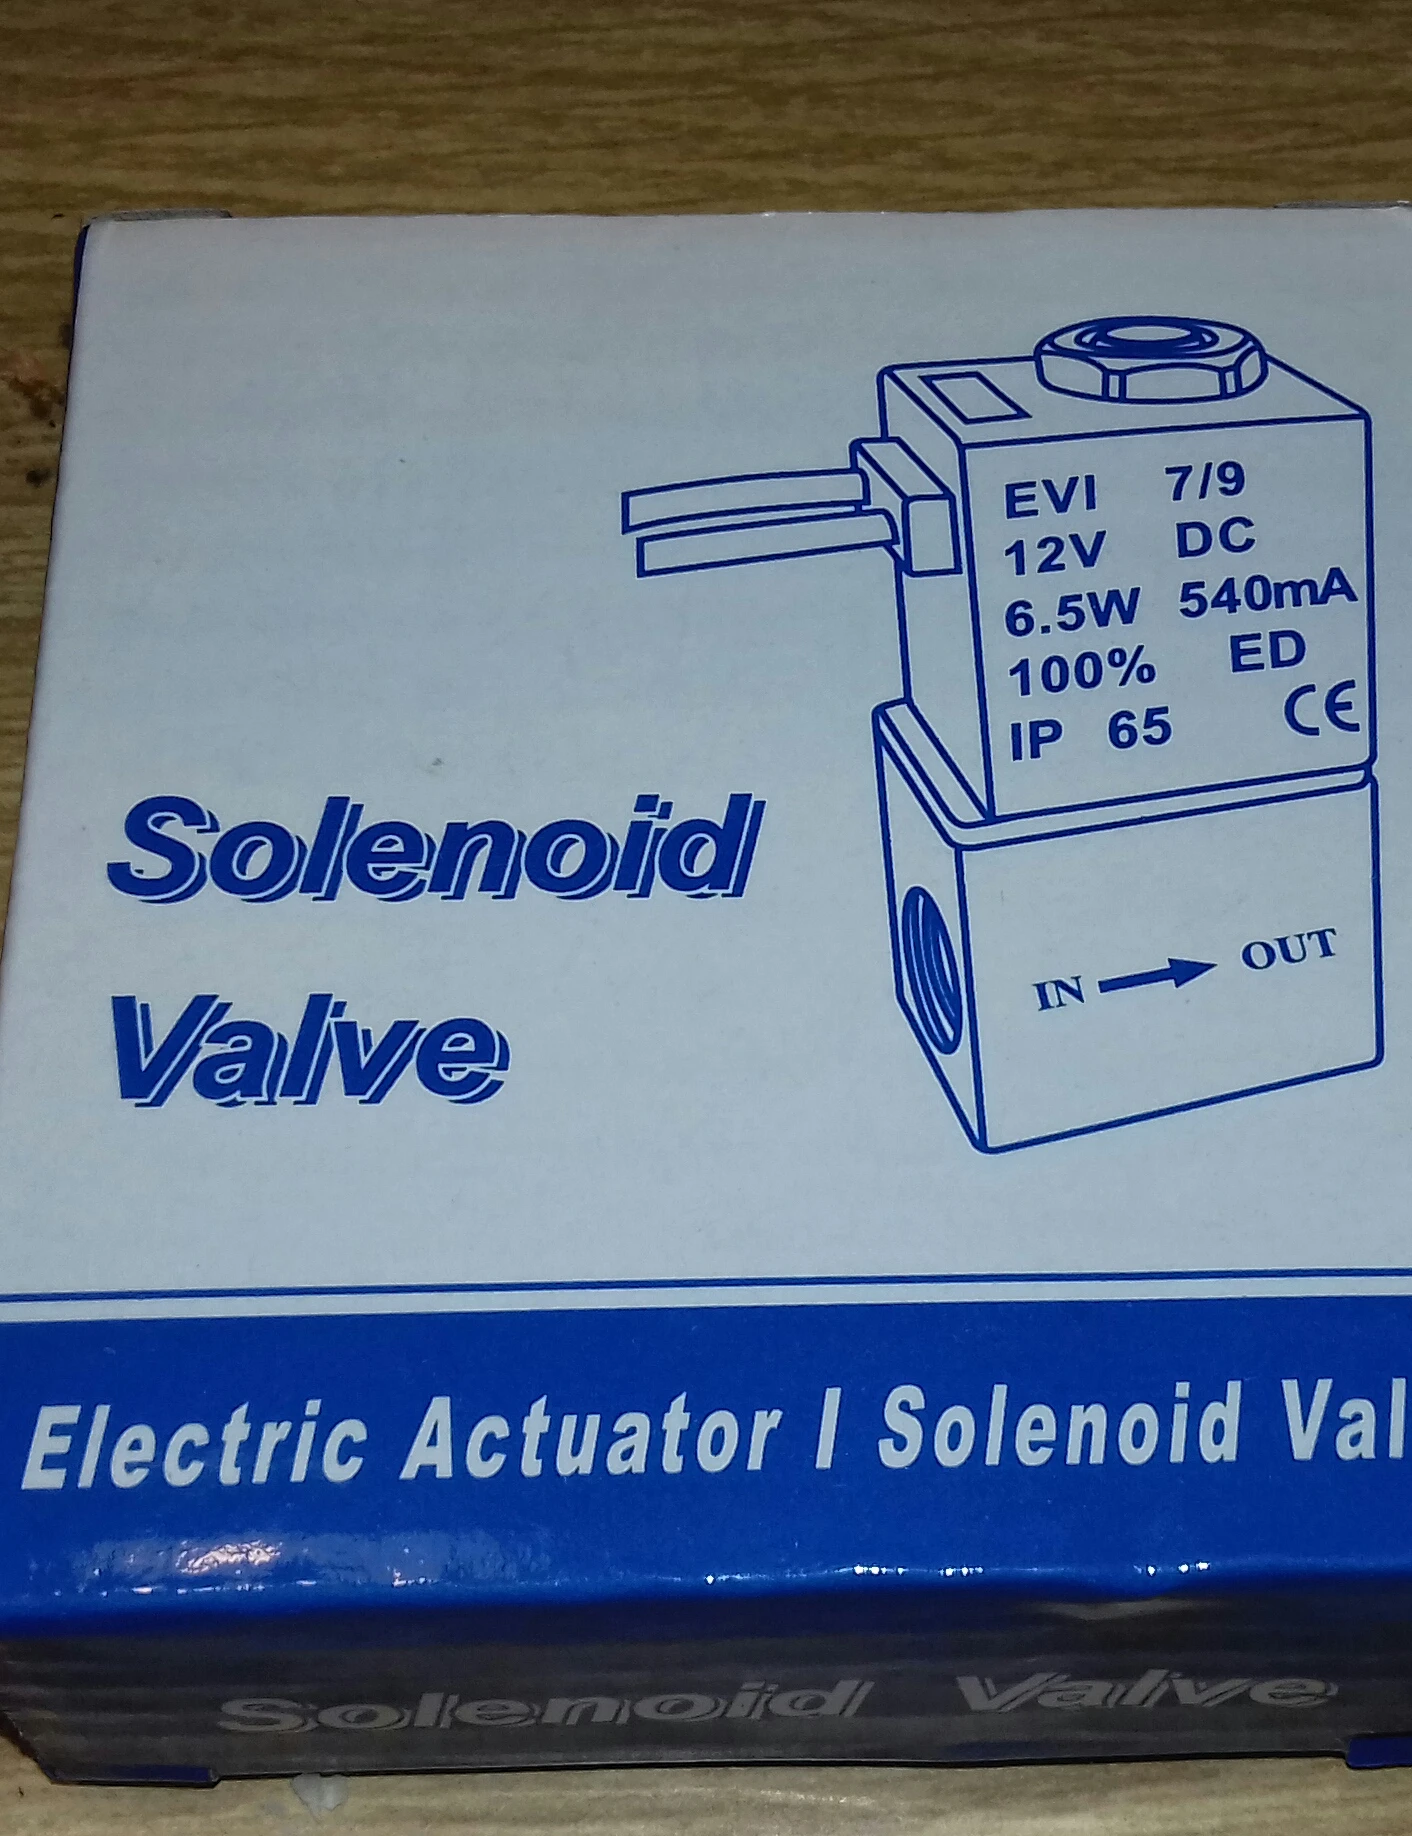 EVI 7/9
12V DC
6.5W 540mA
100% ED
IP 65 CE
Solenoid
Valve
IN OUT
Electric Actuator I Solenoid Val
Solenoid Valve